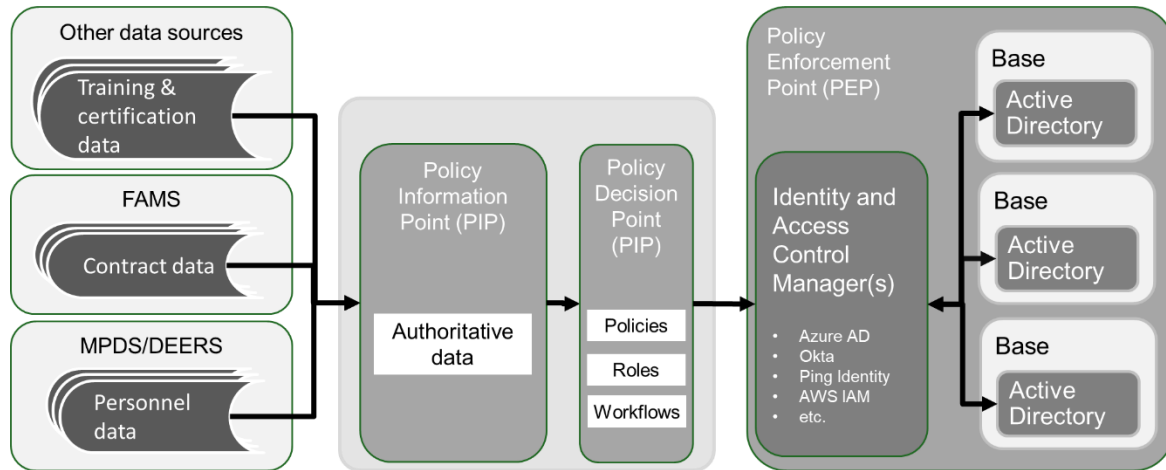 Other data sources
Training &
certification
data
FAMS
Contract data
MPDS/DEERS
Personnel
data
Policy
Information
Point (PIP)
Authoritative
data
Policy
Decision
Point
(PIP)
Policies
Roles
Workflows
Policy
Enforcement
Point (PEP)
Identity and
Access
Control
Manager(s)
• Azure AD
• Okta
• Ping Identity
• AWS IAM
• etc.
Base
Active
Directory
Base
Active
Directory
Base
Active
Directory